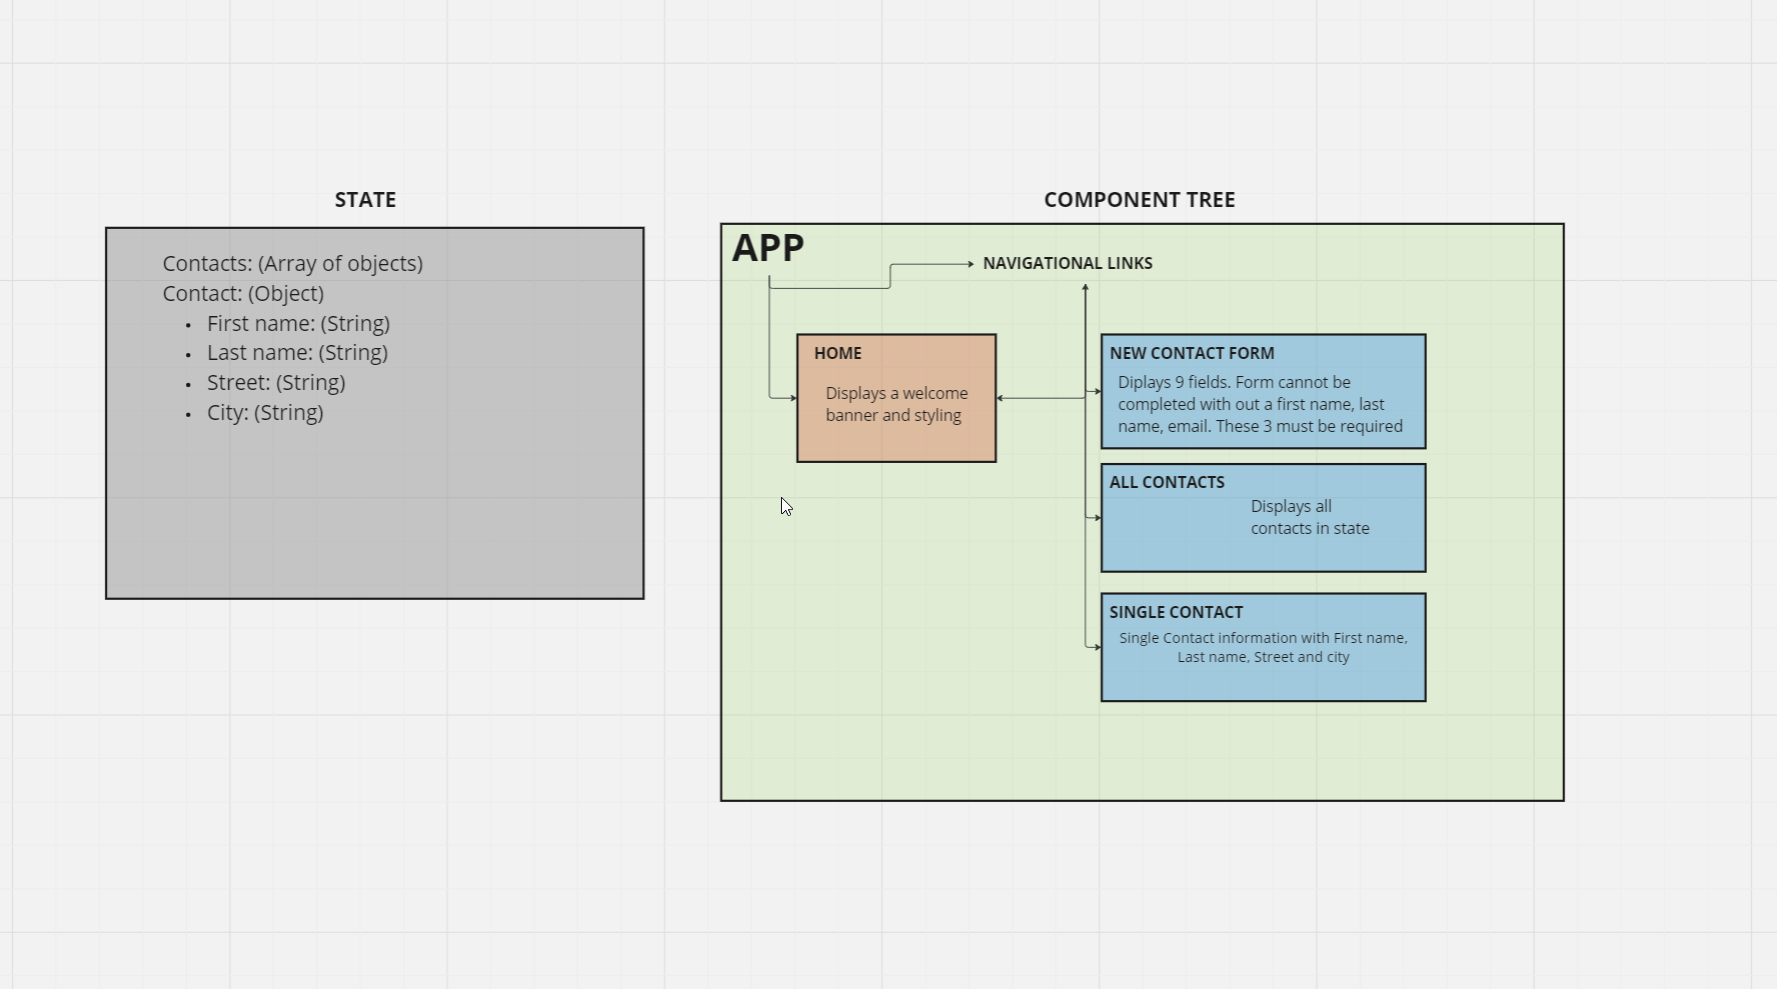 STATE
Contacts: (Array of objects)
Contact: (Object)
• First name: (String)
• Last name: (String)
• Street: (String)
• City: (String)
COMPONENT TREE
APP
NAVIGATIONAL LINKS
HOME
Displays a welcome
banner and styling
NEW CONTACT FORM
Diplays 9 fields. Form cannot be
completed with out a first name, last
name, email. These 3 must be required
ALL CONTACTS
Displays all
contacts in state
SINGLE CONTACT
Single Contact information with First name,
Last name, Street and city